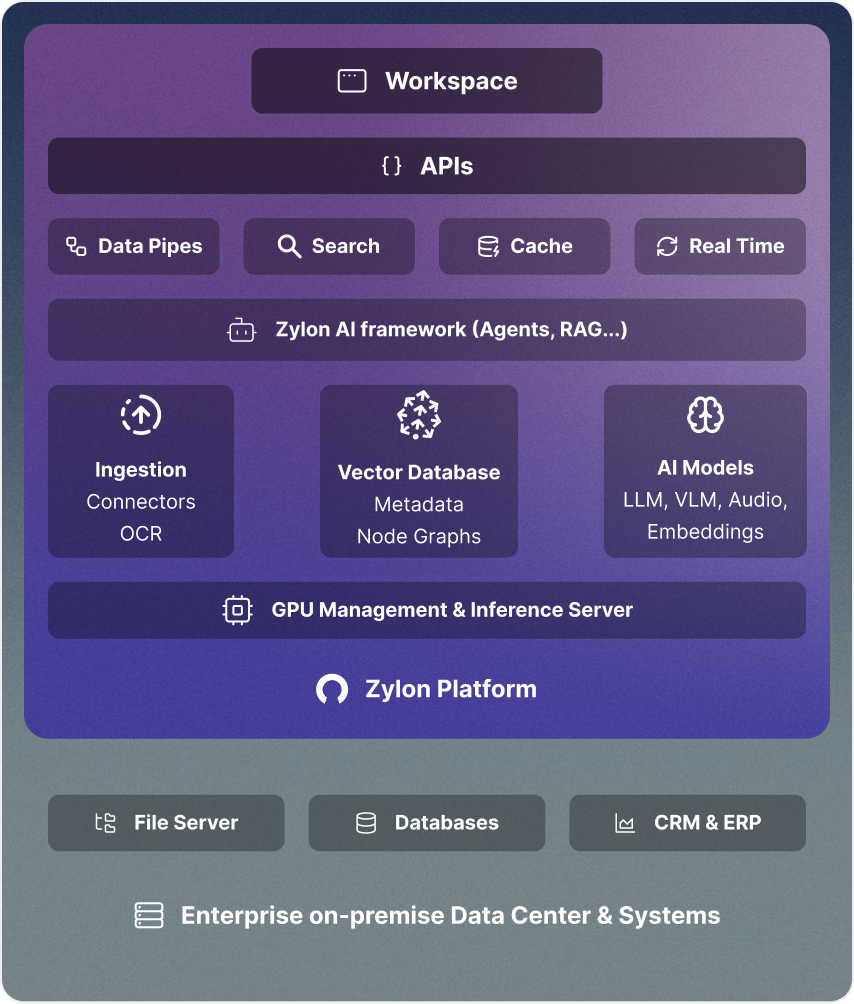 Workspace
APIs
Data Pipes
Search
Cache
Real Time
Zylon AI framework (Agents, RAG...)
Ingestion
Connectors
OCR
Vector Database
Metadata
Node Graphs
AI Models
LLM, VLM, Audio,
Embeddings
GPU Management & Inference Server
Zylon Platform
File Server
Databases
CRM & ERP
Enterprise on-premise Data Center & Systems